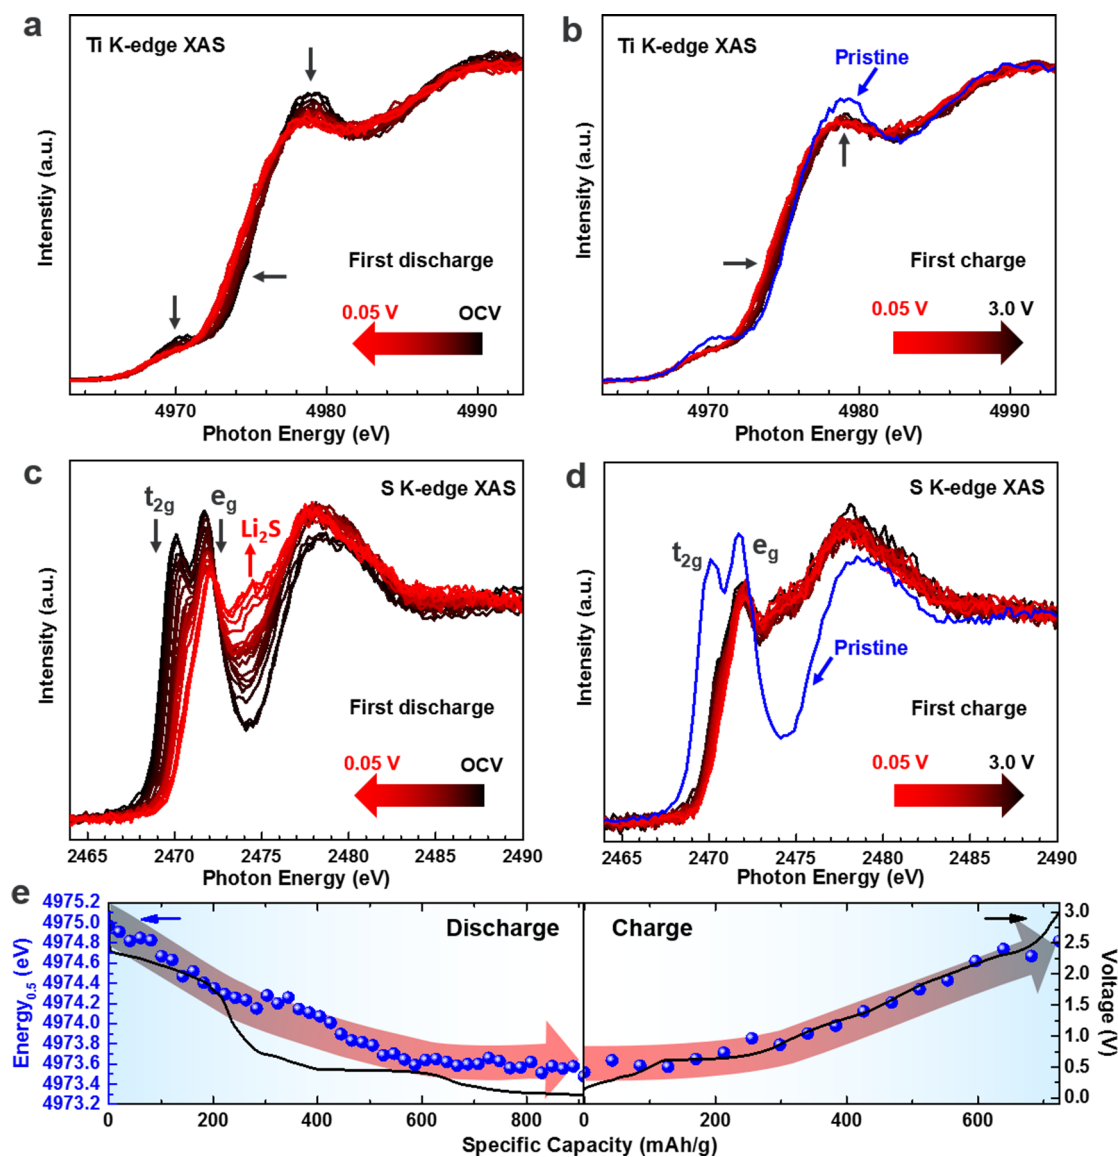 a
Ti K-edge XAS
Intenstiy (a.u.)
First discharge
0.05 V
OCV
4970
4980
4990
Photon Energy (eV)
b
Ti K-edge XAS
Pristine
Intensity (a.u.)
First charge
0.05 V
3.0 V
4970
4980
4990
Photon Energy (eV)
c
S K-edge XAS
t2g
eg
Li2S
Intensity (a.u.)
First discharge
0.05 V
OCV
2465
2470
2475
2480
2485
2490
Photon Energy (eV)
d
S K-edge XAS
t2g
eg
Pristine
Intensity (a.u.)
First charge
0.05 V
3.0 V
2465
2470
2475
2480
2485
2490
Photon Energy (eV)
e
Energy0.5 (eV)
4975.2
4975.0
4974.8
4974.6
4974.4
4974.2
4974.0
4973.8
4973.6
4973.4
4973.2
Discharge
Charge
3.0
2.5
2.0
1.5
1.0
0.5
0.0
Voltage (V)
0
200
400
600
800
0
200
400
600
Specific Capacity (mAh/g)